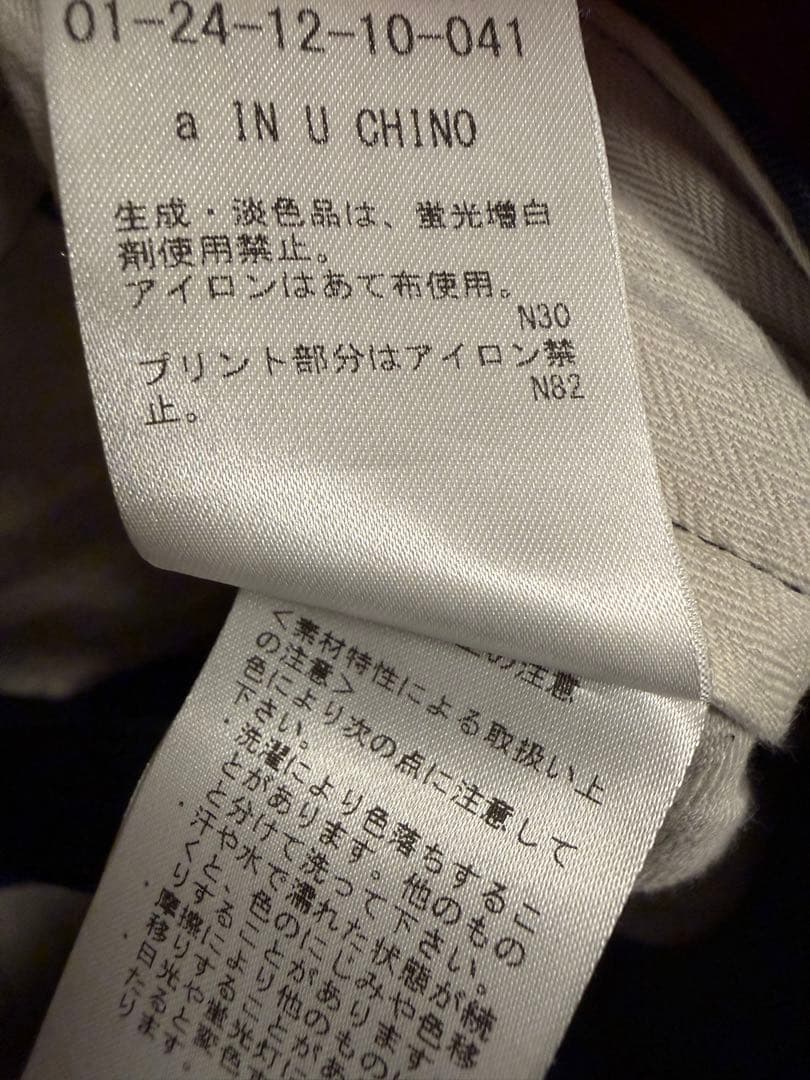 01-24-12-10-041
a IN U CHINO
生成・淡色品は、蛍光増白
剤使用禁止。
アイロンはあて布使用。
N30
プリント部分はアイロン禁
止。
N82
の注意
<素材特性による取扱い上
の注意>
色により次の点に注意して
下さい。
・洗濯により色落ちするこ
とがあります。他のもの
と分けて洗って下さい。
・汗や水で濡れた状態が続
くと、色のにじみや色移
りすることがあります
・摩擦により他のもの
移りする
・日光や蛍光灯に
たりすると変色す
ります。